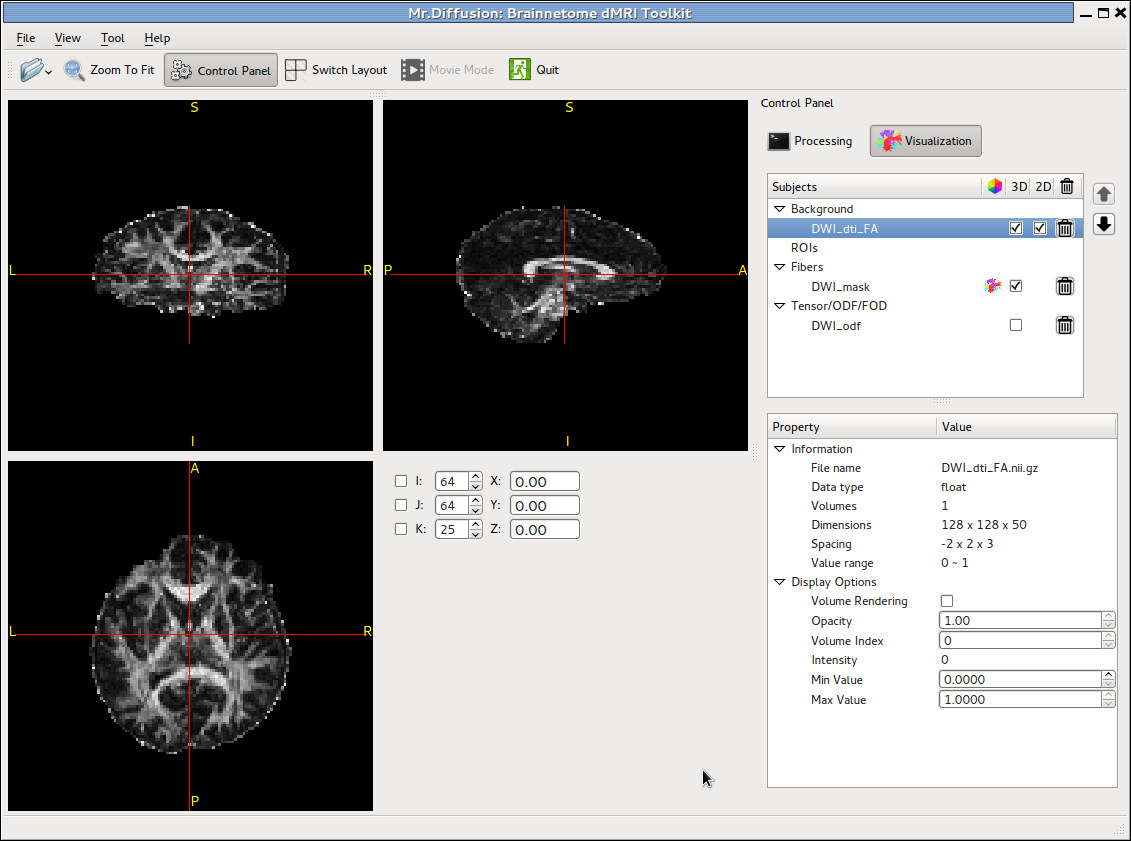 Mr.Diffusion: Brainnetome dMRI Toolkit
File View Tool Help
Zoom To Fit Control Panel Switch Layout Movie Mode Quit
S
L R
I
S
P A
I
A
L R
P
I: 64 X: 0.00
J: 64 Y: 0.00
K: 25 Z: 0.00
Control Panel
Processing Visualization
Subjects 3D 2D
Background
DWI_dti_FA
ROIs
Fibers
DWI_mask
Tensor/ODF/FOD
DWI_odf
Property Value
Information
File name DWI_dti_FA.nii.gz
Data type float
Volumes 1
Dimensions 128 x 128 x 50
Spacing -2 x 2 x 3
Value range 0 ~ 1
Display Options
Volume Rendering
Opacity 1.00
Volume Index 0
Intensity 0
Min Value 0.0000
Max Value 1.0000